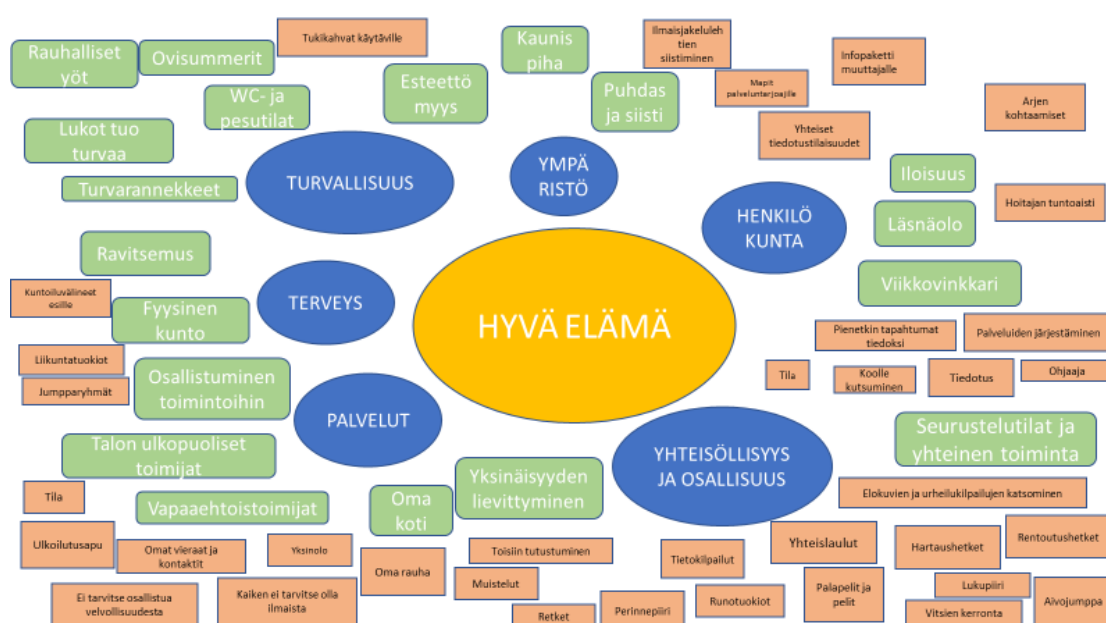 Rauhalliset
yöt
Ovisummerit
Tukikahvat käytäville
WC- ja
pesutilat
Esteettö
myys
Kaunis
piha
Puhdas
ja siisti
Ilmaisjakeluleh
tien
siistiminen
Mapit
palveluntarjoajille
Infopaketti
muuttajalle
Arjen
kohtaamiset
Yhteiset
tiedotustilaisuudet
Lukot tuo
turvaa
Turvarannekkeet
TURVALLISUUS
YMPÄ
RISTÖ
HENKILÖ
KUNTA
Iloisuus
Läsnäolo
Hoitajan tuntoaisti
Viikkovinkkari
Ravitsemus
Kuntoiluvälineet
esille
Fyysinen
kunto
TERVEYS
HYVÄ ELÄMÄ
Pienetkin tapahtumat
tiedoksi
Palveluiden järjestäminen
Liikuntatuokiot
Jumpparyhmät
Osallistuminen
toimintoihin
Tila
Koolle
kutsuminen
Tiedotus
Ohjaaja
PALVELUT
YHTEISÖLLISYYS
JA OSALLISUUS
Seurustelutilat ja
yhteinen toiminta
Talon ulkopuoliset
toimijat
Yksinäisyyden
lievittyminen
Oma
koti
Tila
Vapaaehtoistoimijat
Elokuvien ja urheilukilpailujen katsominen
Ulkoilutusapu
Omat vieraat ja
kontaktit
Yksinolo
Oma rauha
Toisiin tutustuminen
Tietokilpailut
Yhteislaulut
Hartaushetket
Rentoutushetket
Ei tarvitse osallistua
velvollisuudesta
Kaiken ei tarvitse olla
ilmaista
Muistelut
Retket
Perinnepiiri
Runotuokiot
Palapelit ja
pelit
Lukupiiri
Vitsien kerronta
Aivojumppa